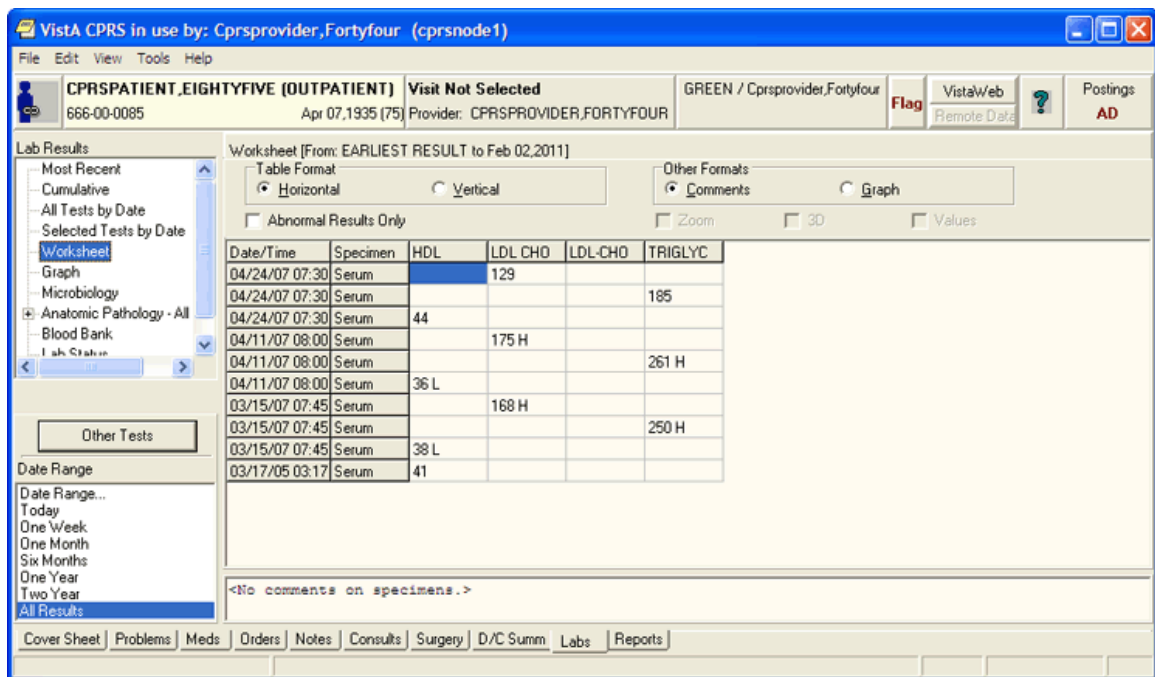 VistA CPRS in use by: Cprsprovider,Fortyfour (cprsnode1)
File Edit View Tools Help
CPRSPATIENT,EIGHTYFIVE (OUTPATIENT)
666-00-0085 Apr 07,1935 (75)
Visit Not Selected
Provider: CPRSPROVIDER,FORTYFOUR
GREEN / Cprsprovider,Fortyfour
Flag
VistaWeb
Remote Data
?
Postings
AD
Lab Results
Most Recent
Cumulative
All Tests by Date
Selected Tests by Date
Worksheet
Graph
Microbiology
Anatomic Pathology - All
Blood Bank
Lab Status
Other Tests
Date Range
Date Range...
Today
One Week
One Month
Six Months
One Year
Two Year
All Results
Worksheet [From: EARLIEST RESULT to Feb 02,2011]
Table Format
Horizontal Vertical
Other Formats
Comments Graph
Abnormal Results Only
Zoom 3D Values
Date/Time Specimen HDL LDL CHO LDL-CHO TRIGLYC
04/24/07 07:30 Serum 129
04/24/07 07:30 Serum 185
04/24/07 07:30 Serum 44
04/11/07 08:00 Serum 175 H
04/11/07 08:00 Serum 261 H
04/11/07 08:00 Serum 36 L
03/15/07 07:45 Serum 168 H
03/15/07 07:45 Serum 250 H
03/15/07 07:45 Serum 38 L
03/17/05 03:17 Serum 41
<No comments on specimens.>
Cover Sheet Problems Meds Orders Notes Consults Surgery D/C Summ Labs Reports